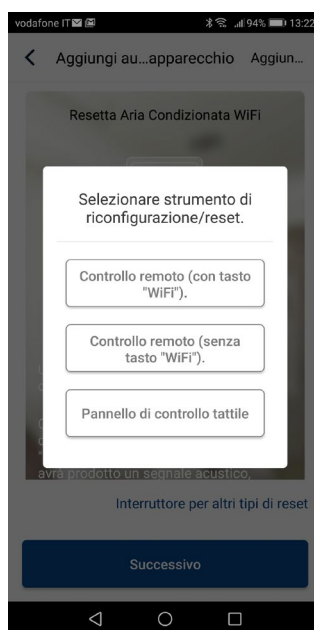 vodafone IT 94% 13:22
Aggiungi au...apparecchio Aggiun...
Resetta Aria Condizionata WiFi
Selezionare strumento di
riconfigurazione/reset.
Controllo remoto (con tasto
"WiFi").
Controllo remoto (senza
tasto "WiFi").
Pannello di controllo tattile
avrà prodotto un segnale acustico,
Interruttore per altri tipi di reset
Successivo